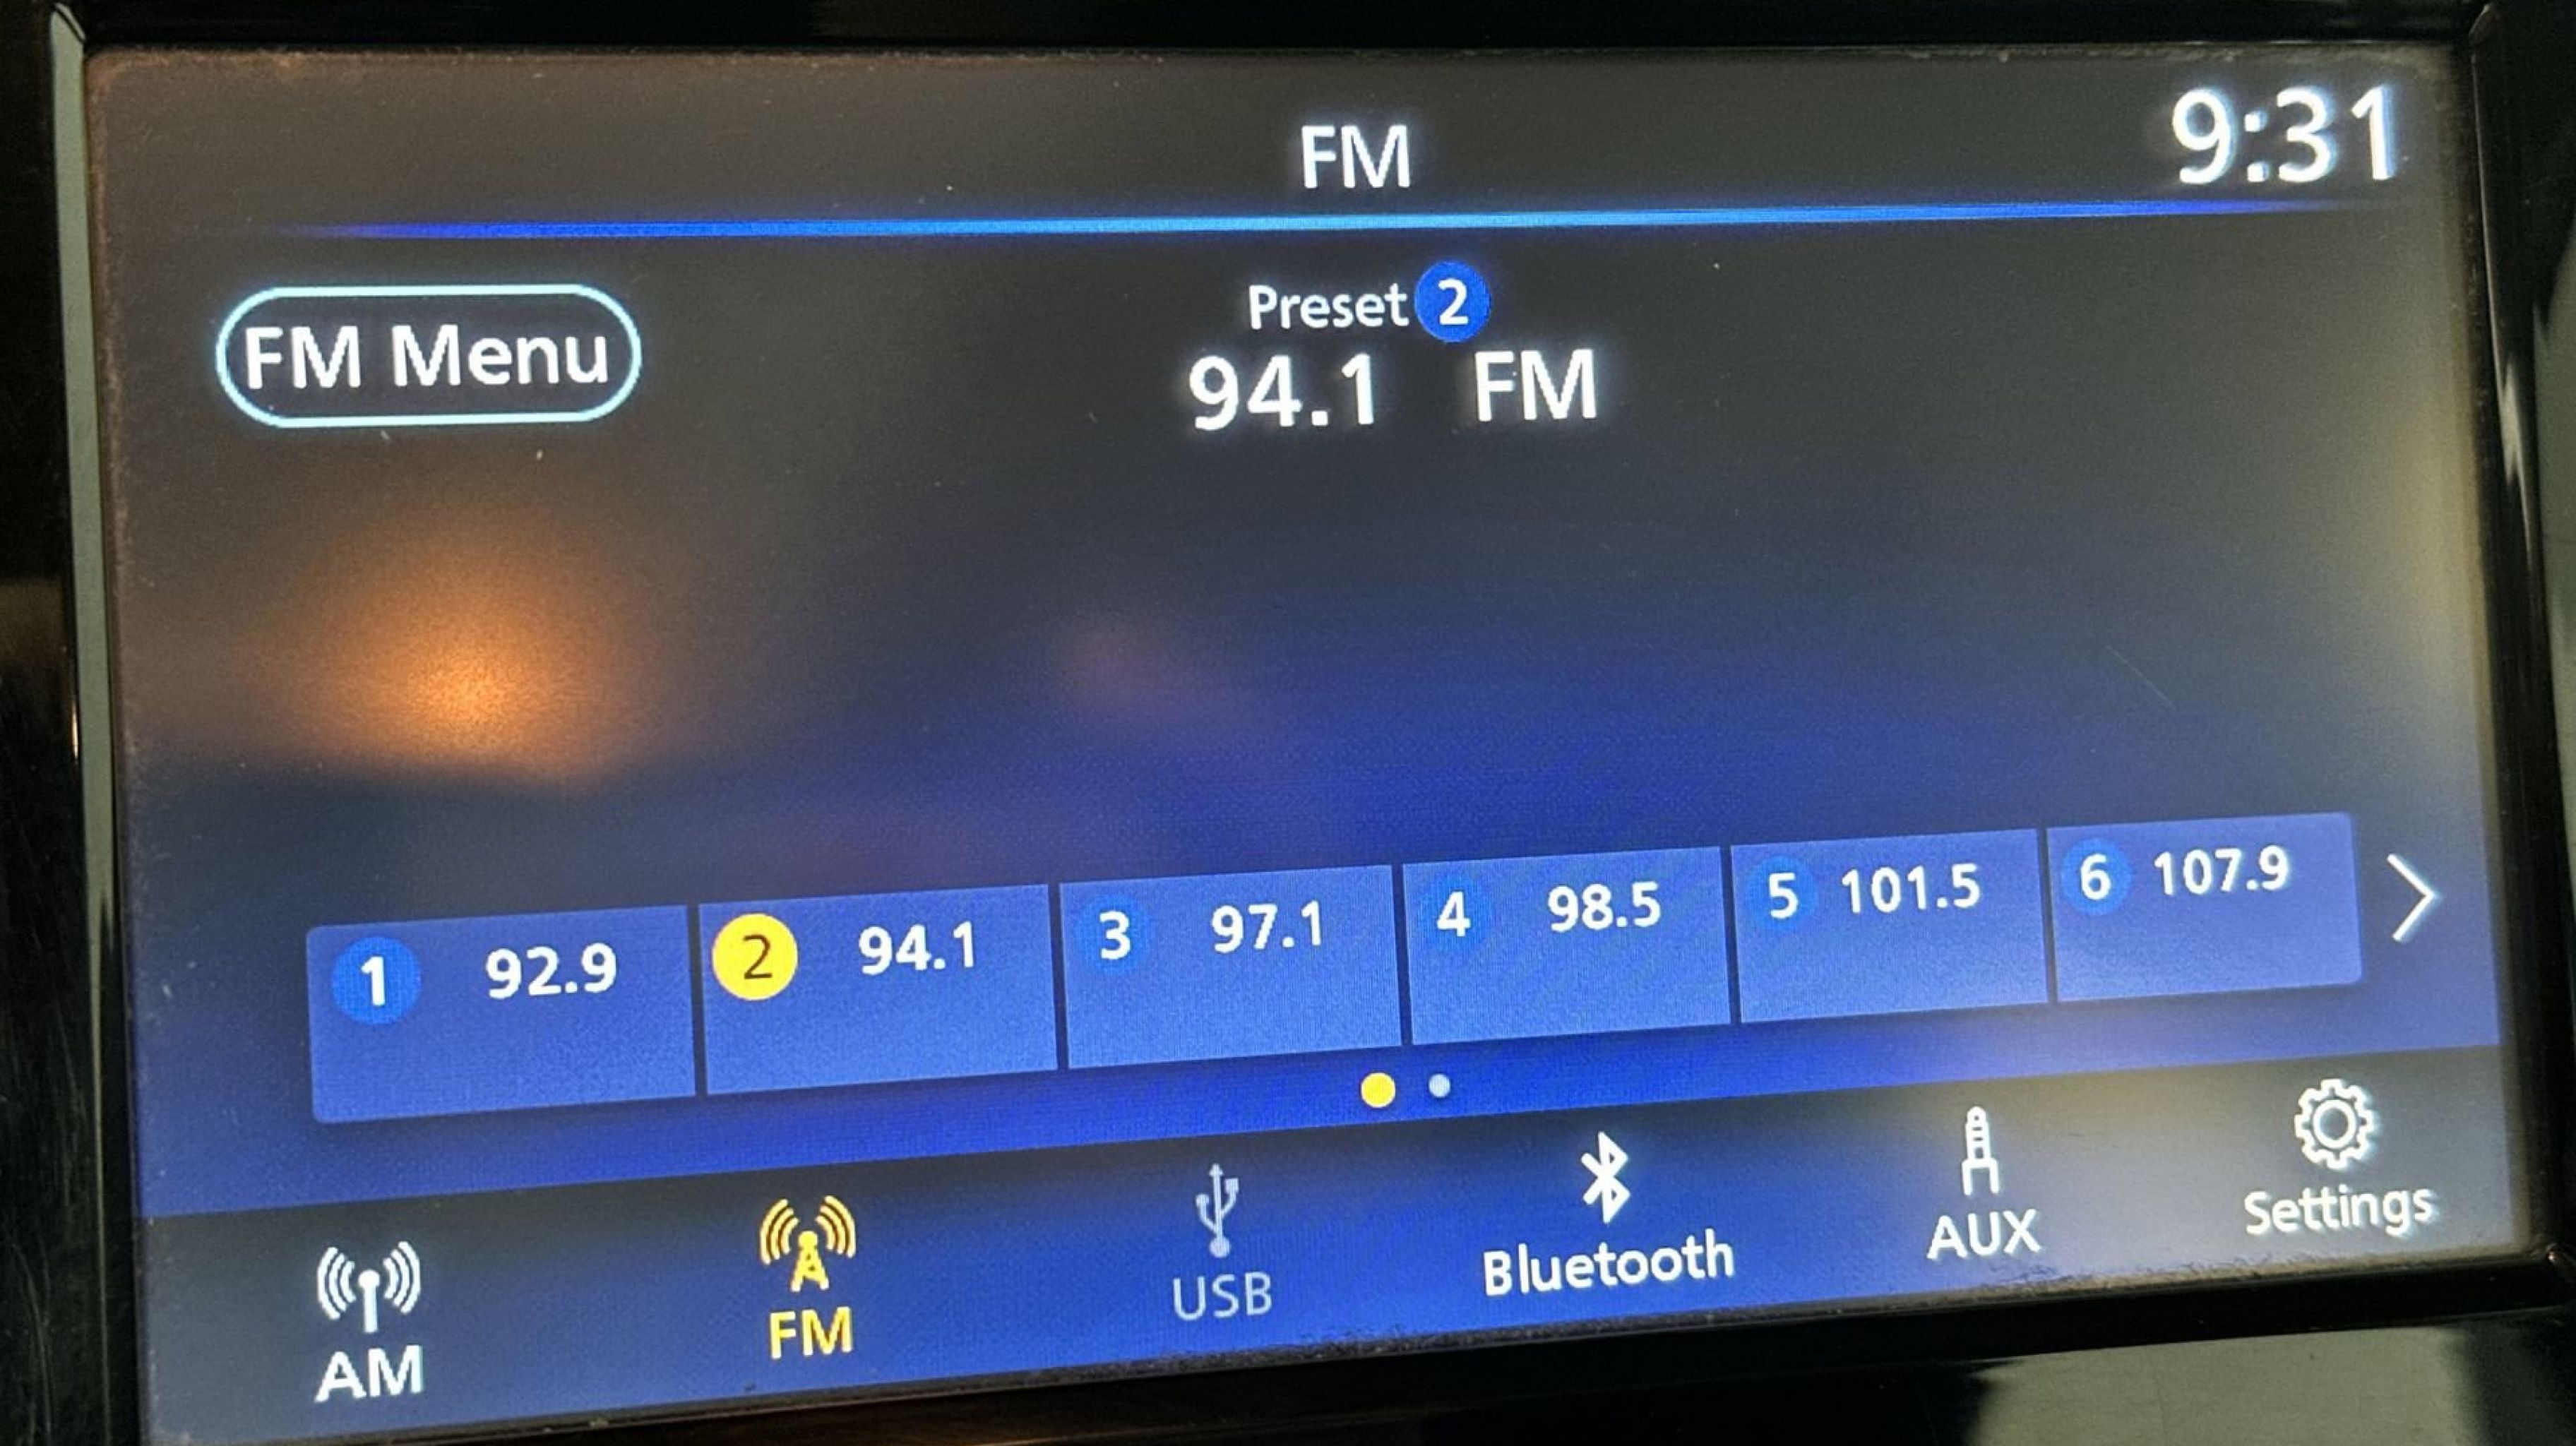 FM
9:31
FM Menu
Preset 2
94.1 FM
1 92.9 2 94.1 3 97.1 4 98.5 5 101.5 6 107.9
AM FM USB Bluetooth AUX Settings